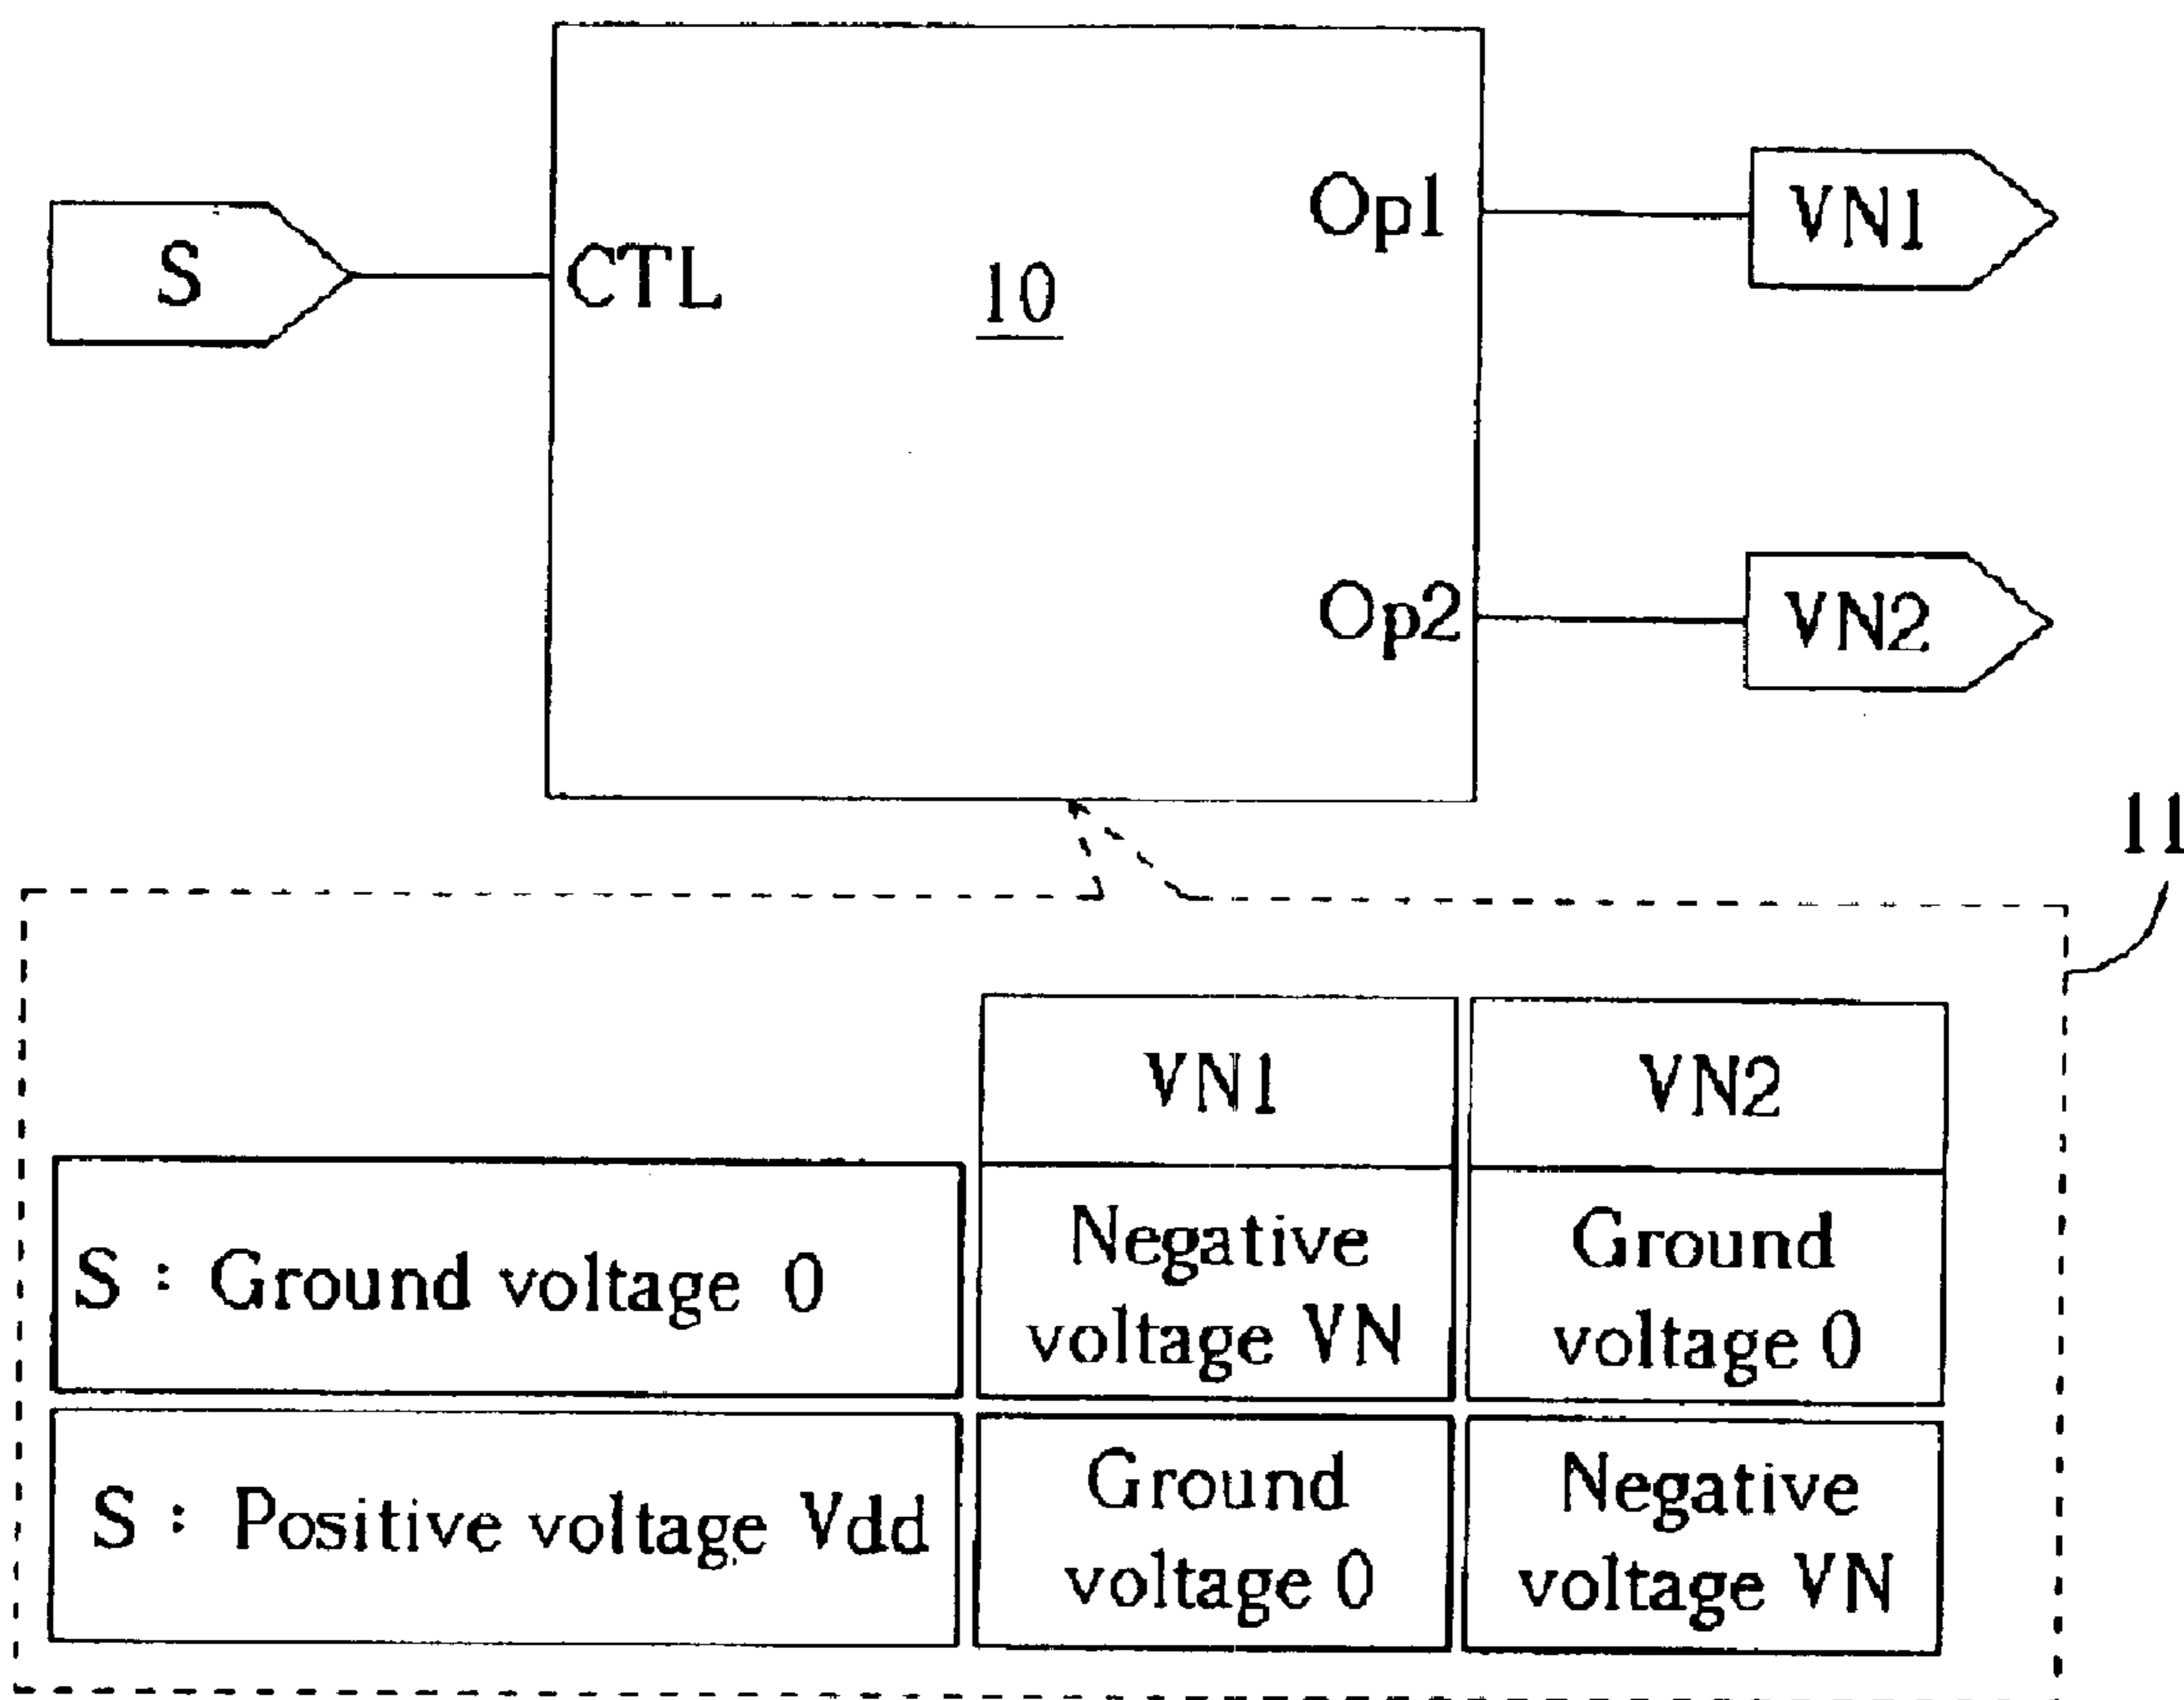 S
CTL
10
Op1
VN1
Op2
VN2
11
VN1
VN2
S : Ground voltage 0
Negative
voltage VN
Ground
voltage 0
S : Positive voltage Vdd
Ground
voltage 0
Negative
voltage VN